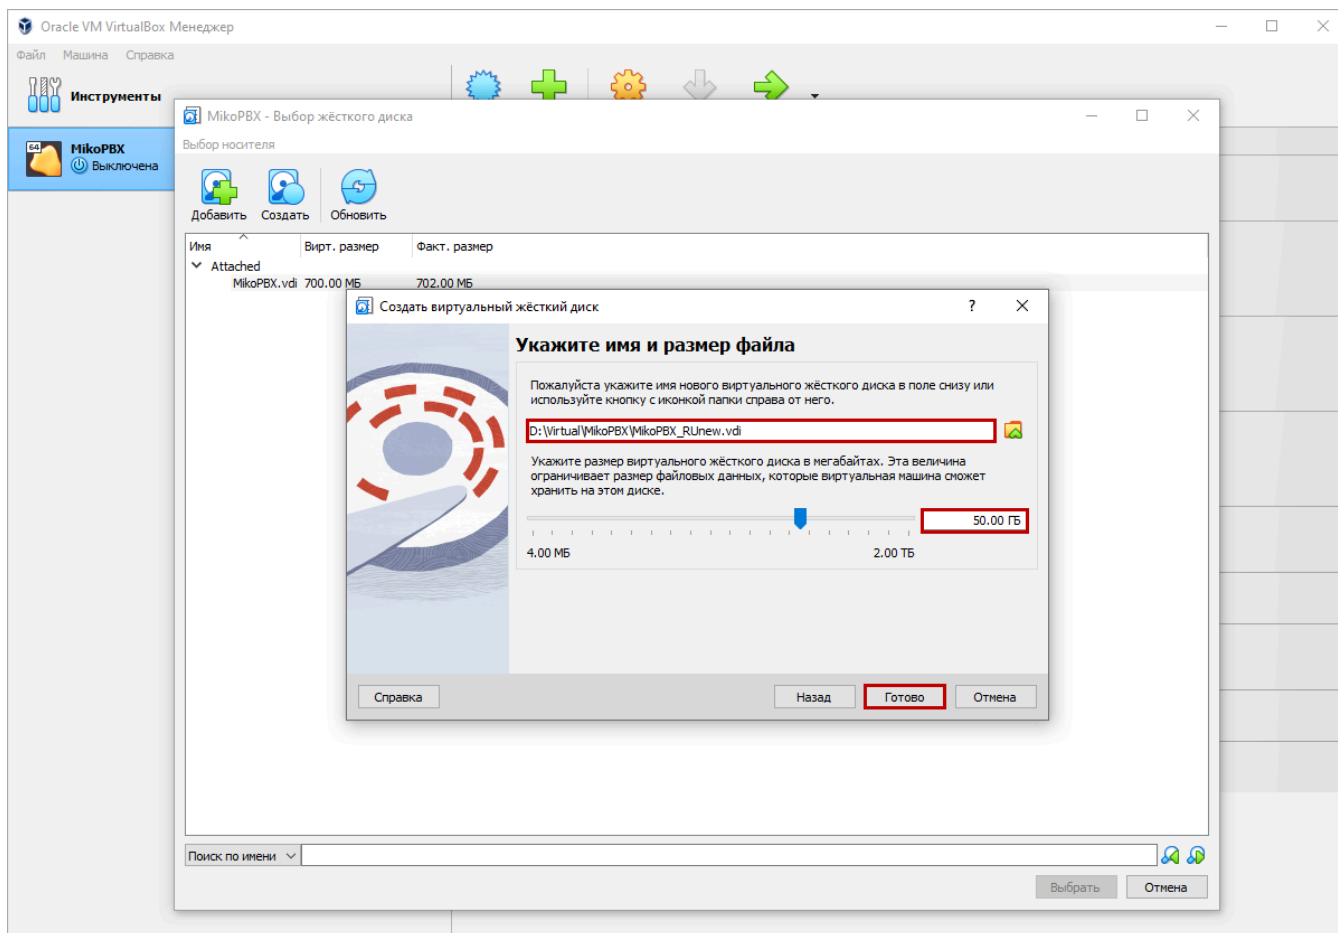 Oracle VM VirtualBox Менеджер
Файл Машина Справка
Инструменты
MikoPBX - Выбор жёсткого диска
64
MikoPBX
Выключена
Выбор носителя
Добавить Создать Обновить
Имя Вирт. размер Факт. размер
Attached
MikoPBX.vdi 700.00 МБ 702.00 МБ
Создать виртуальный жёсткий диск ?
Укажите имя и размер файла
Пожалуйста укажите имя нового виртуального жёсткого диска в поле снизу или
используйте кнопку с иконкой папки справа от него.
D:\Virtual\MikoPBX\MikoPBX_RUnew.vdi
Укажите размер виртуального жёсткого диска в мегабайтах. Эта величина
ограничивает размер файловых данных, которые виртуальная машина сможет
хранить на этом диске.
50.00 ГБ
4.00 МБ 2.00 ТБ
Справка Назад Готово Отмена
Поиск по имени
Выбрать Отмена